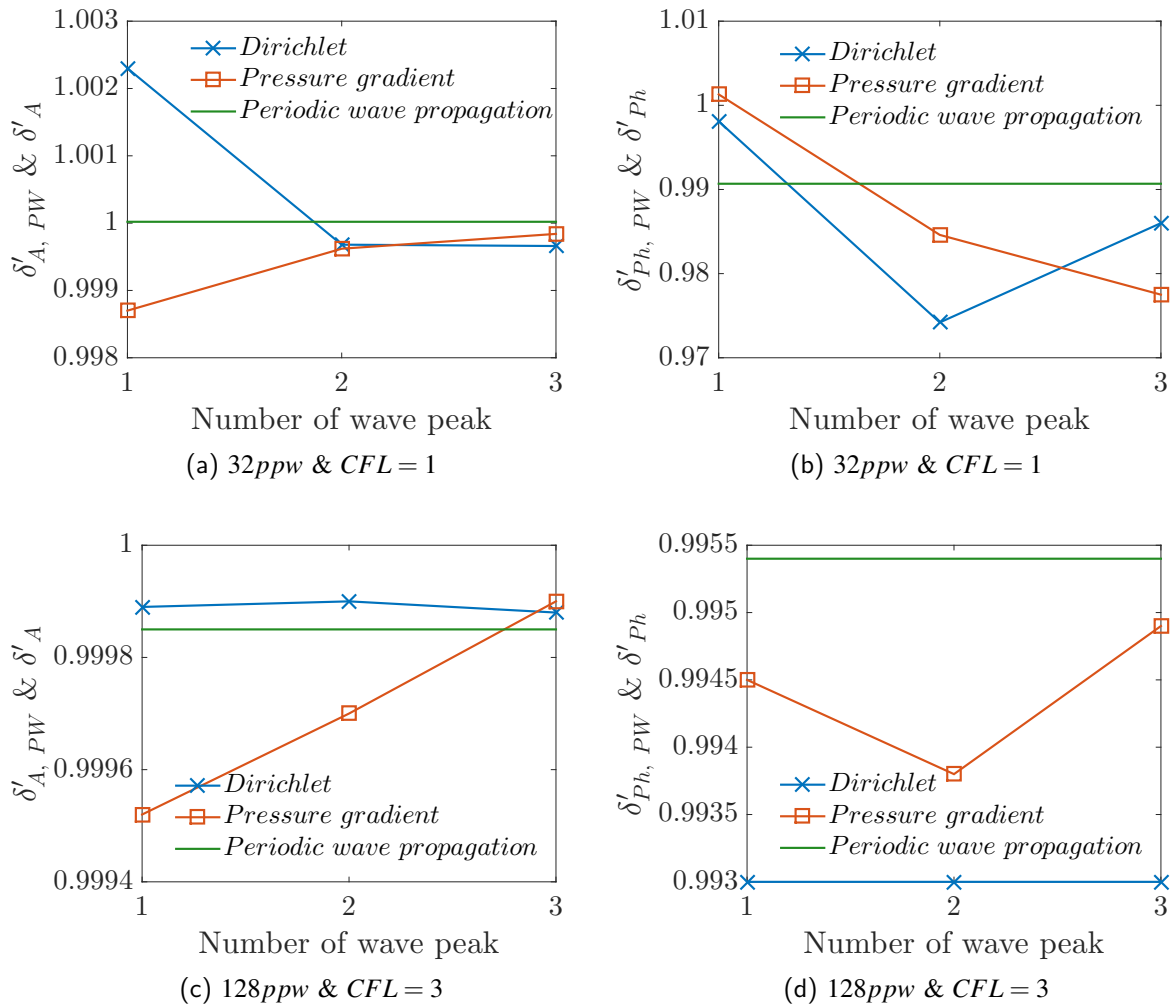 1.003
1.002
1.001
1
0.999
0.998
δ′A, PW & δ′A
Dirichlet
Pressure gradient
Periodic wave propagation
1 2 3
Number of wave peak
(a) 32ppw & CFL = 1
1.01
1
0.99
0.98
0.97
δ′Ph, PW & δ′Ph
Dirichlet
Pressure gradient
Periodic wave propagation
1 2 3
Number of wave peak
(b) 32ppw & CFL = 1
1
0.9998
0.9996
0.9994
δ′A, PW & δ′A
Dirichlet
Pressure gradient
Periodic wave propagation
1 2 3
Number of wave peak
(c) 128ppw & CFL = 3
0.9955
0.995
0.9945
0.994
0.9935
0.993
δ′Ph, PW & δ′Ph
Dirichlet
Pressure gradient
Periodic wave propagation
1 2 3
Number of wave peak
(d) 128ppw & CFL = 3